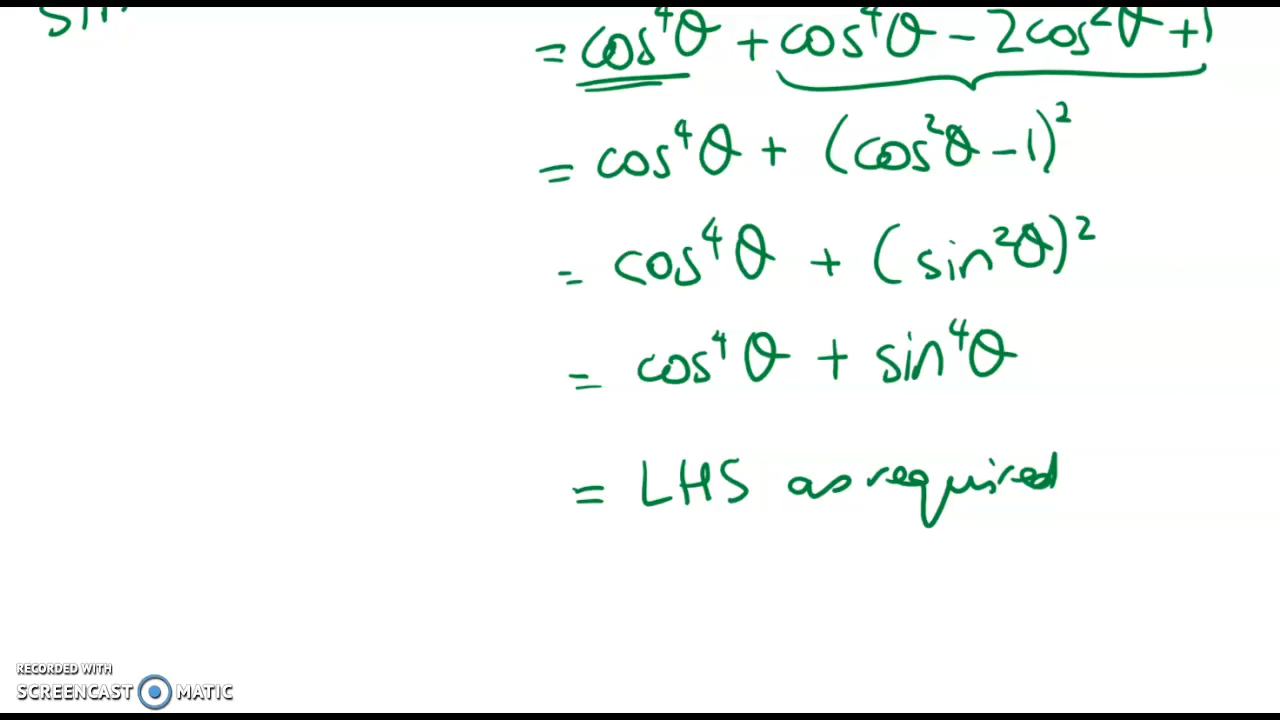 sin
= cos⁴θ + cos⁴θ - 2cos²θ + 1
= cos⁴θ + (cos²θ - 1)²
= cos⁴θ + (sin²θ)²
= cos⁴θ + sin⁴θ
= LHS as required
RECORDED WITH
SCREENCAST MATIC